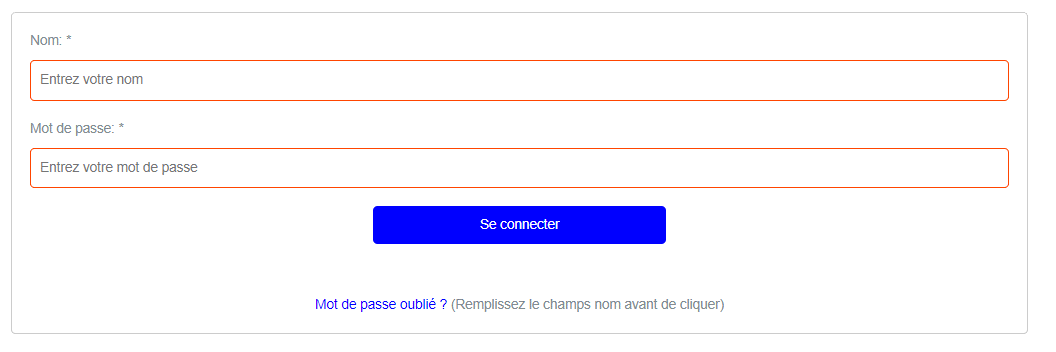 Nom: *
Entrez votre nom
Mot de passe: *
Entrez votre mot de passe
Se connecter
Mot de passe oublié ? (Remplissez le champs nom avant de cliquer)